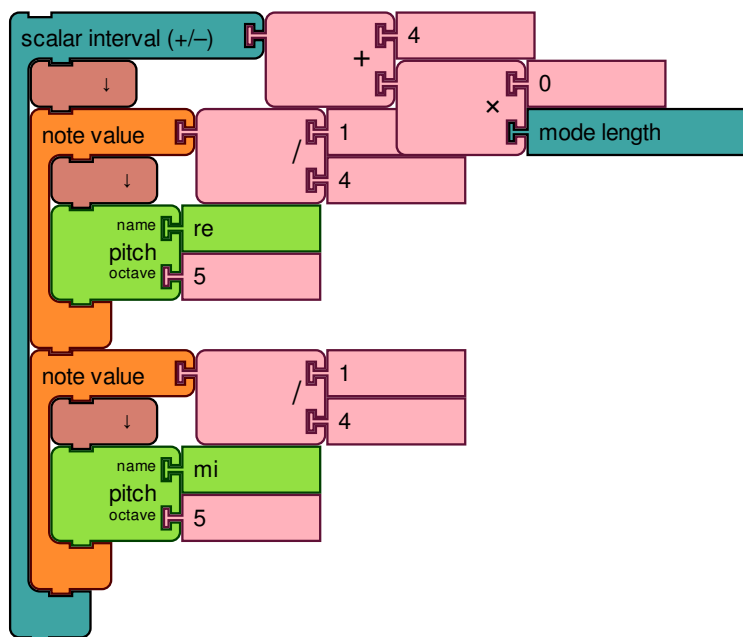 scalar interval (+/–) + 4
↓ × 0
note value / 1 mode length
↓ 4
name re
pitch
octave 5
note value / 1
↓ 4
name mi
pitch
octave 5